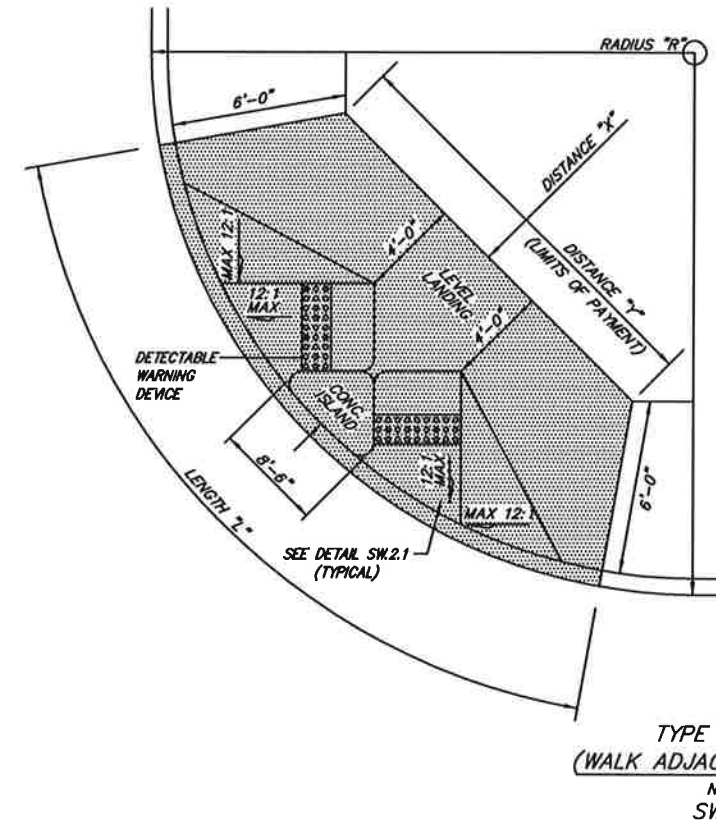 RADIUS "R"
6'-0"
DISTANCE "X"
DISTANCE "Y"
(LIMITS OF PAYMENT)
4'-0"
LEVEL
LANDING
4'-0"
MAX 12:1
12:1
MAX
DETECTABLE
WARNING
DEVICE
CONC.
ISLAND
8'-6"
LENGTH "L"
12:1
MAX
MAX 12:1
6'-0"
SEE DETAIL SW.2.1
(TYPICAL)
TYPE
(WALK ADJAC
N
SW